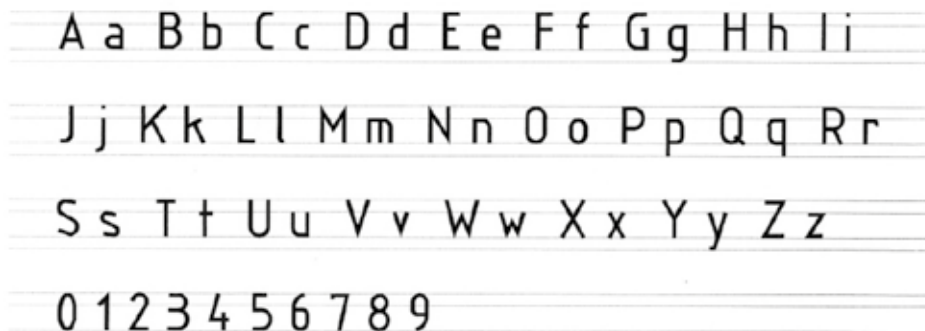 A a B b C c D d E e F f G g H h I i
J j K k L l M m N n O o P p Q q R r
S s T t U u V v W w X x Y y Z z
0 1 2 3 4 5 6 7 8 9